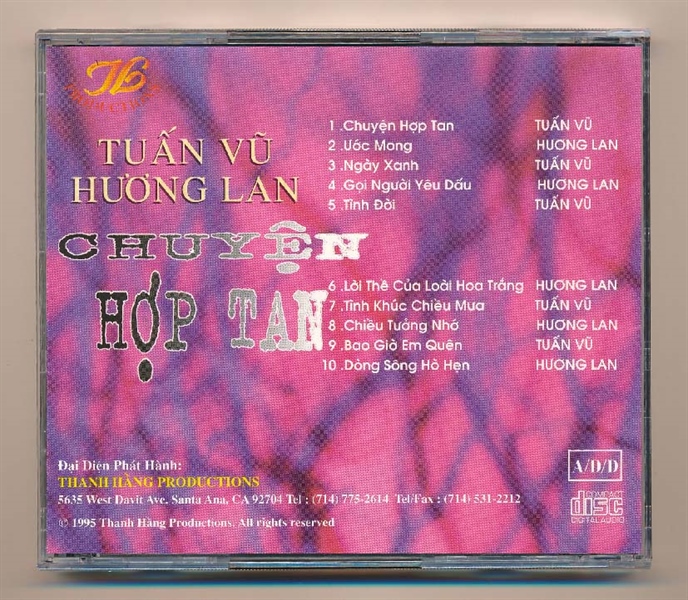 TUẤN VŨ
HƯƠNG LAN
CHUYỆN
HỢP TAN
1 .Chuyện Hợp Tan TUẤN VŨ
2 .Ước Mong HƯƠNG LAN
3 .Ngày Xanh TUẤN VŨ
4 .Gọi Người Yêu Dấu HƯƠNG LAN
5 .Tình Đời TUẤN VŨ
6 .Lời Thề Của Loài Hoa Trắng HƯƠNG LAN
7 .Tình Khúc Chiều Mưa TUẤN VŨ
8 .Chiều Tưởng Nhớ HƯƠNG LAN
9 .Bao Giờ Em Quên TUẤN VŨ
10 .Dòng Sông Hò Hẹn HƯƠNG LAN
Đại Diện Phát Hành:
THANH HẰNG PRODUCTIONS
5635 West Davit Ave. Santa Ana, CA 92704 Tel : (714) 775-2614 Tel/Fax : (714) 531-2212
© 1995 Thanh Hằng Productions. All rights reserved
A/D/D
COMPACT
disc
DIGITAL AUDIO